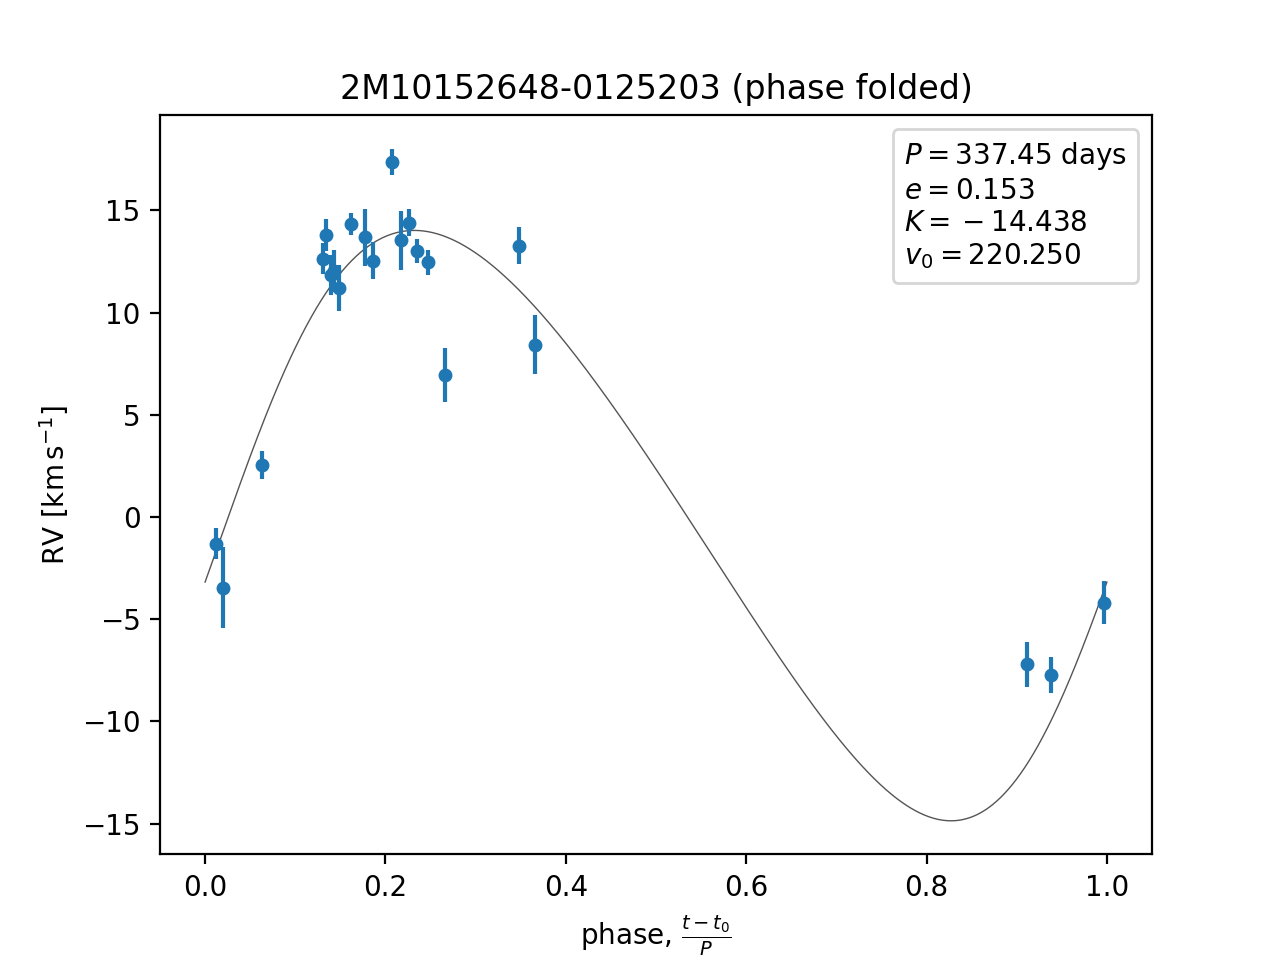 2M10152648-0125203 (phase folded)
P = 337.45 days
e = 0.153
K = −14.438
v₀ = 220.250
15
10
5
0
−5
−10
−15
RV [km s⁻¹]
0.0 0.2 0.4 0.6 0.8 1.0
phase, (t − t₀)/P